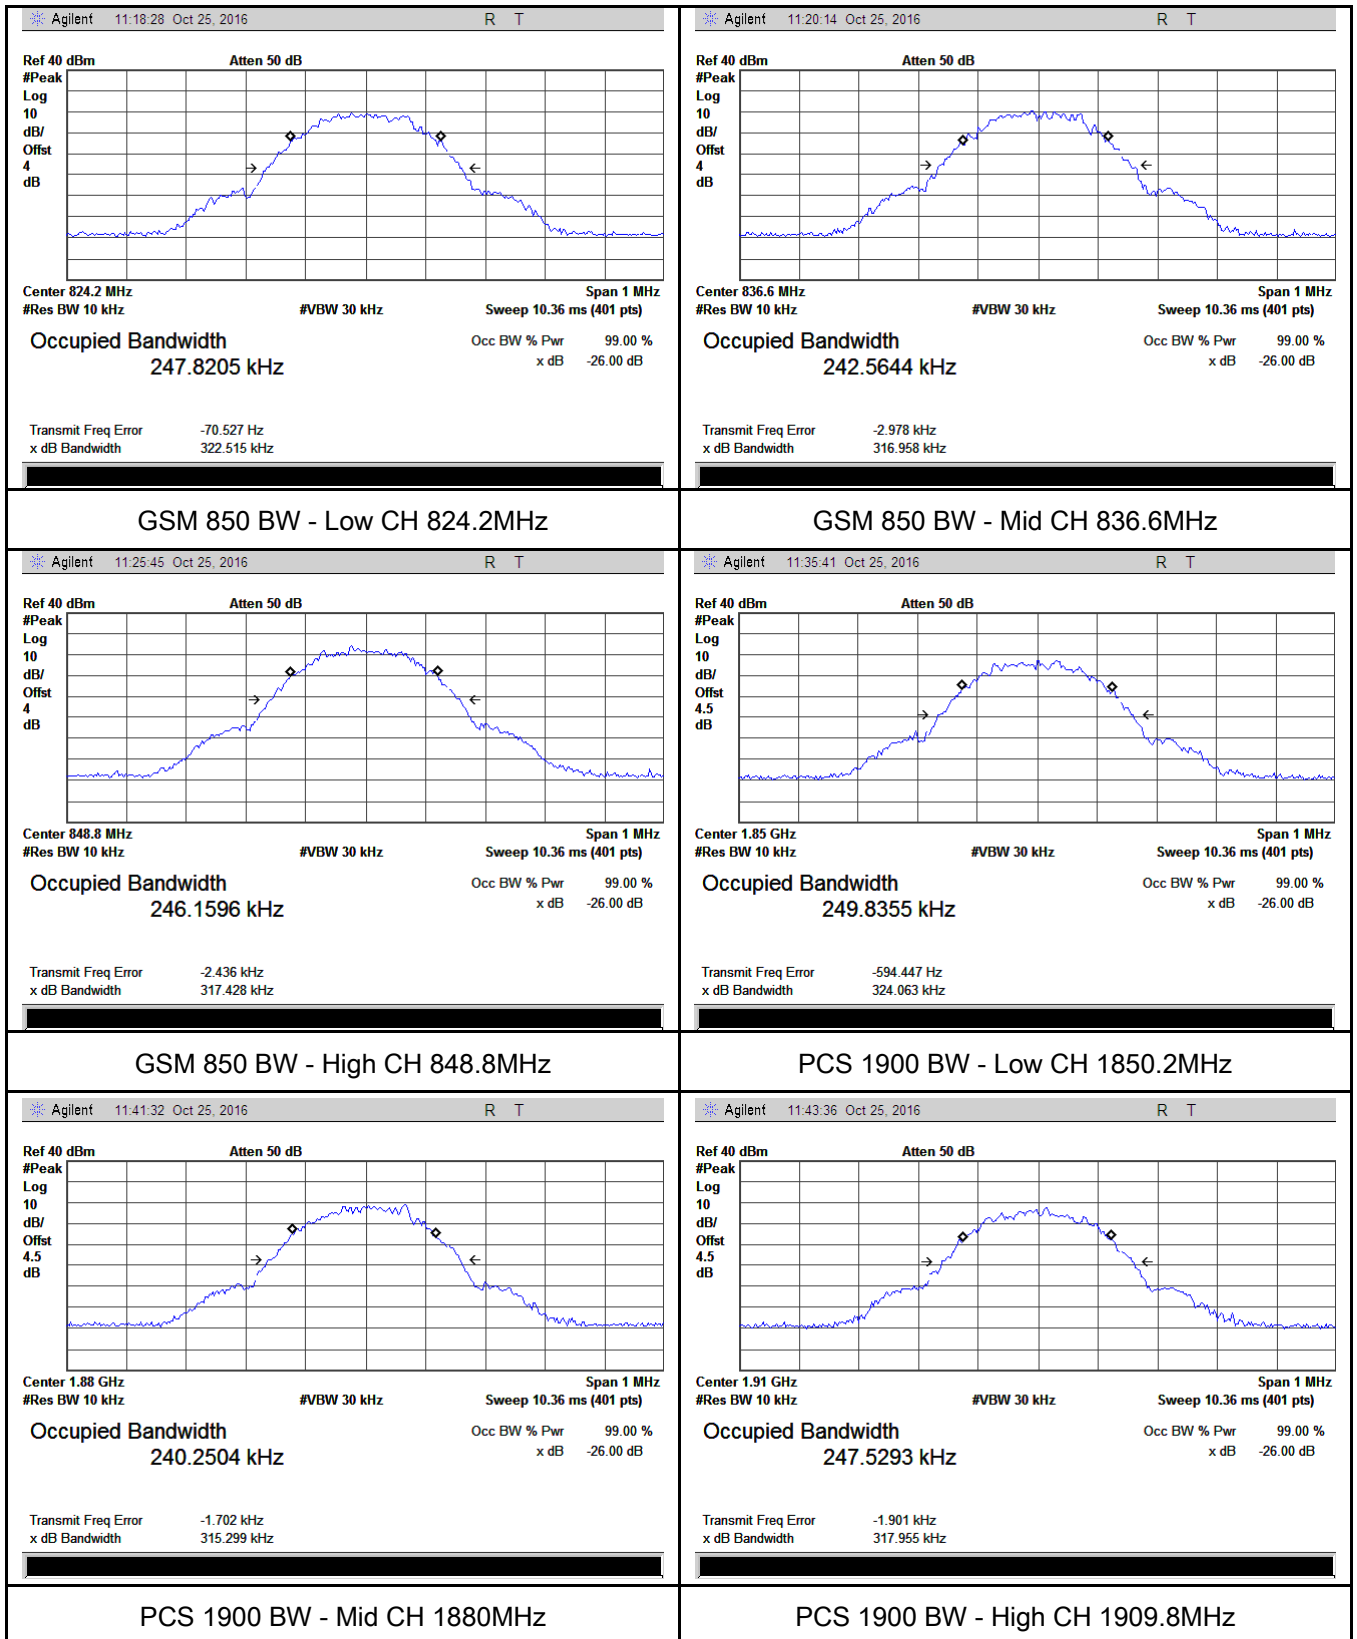 Agilent 11:18:28 Oct 25, 2016 R T
Ref 40 dBm Atten 50 dB
#Peak
Log
10
dB/
Offst
4
dB
Center 824.2 MHz Span 1 MHz
#Res BW 10 kHz #VBW 30 kHz Sweep 10.36 ms (401 pts)
Occupied Bandwidth Occ BW % Pwr 99.00 %
247.8205 kHz x dB -26.00 dB
Transmit Freq Error -70.527 Hz
x dB Bandwidth 322.515 kHz
GSM 850 BW - Low CH 824.2MHz
Agilent 11:20:14 Oct 25, 2016 R T
Ref 40 dBm Atten 50 dB
#Peak
Log
10
dB/
Offst
4
dB
Center 836.6 MHz Span 1 MHz
#Res BW 10 kHz #VBW 30 kHz Sweep 10.36 ms (401 pts)
Occupied Bandwidth Occ BW % Pwr 99.00 %
242.5644 kHz x dB -26.00 dB
Transmit Freq Error -2.978 kHz
x dB Bandwidth 316.958 kHz
GSM 850 BW - Mid CH 836.6MHz
Agilent 11:25:45 Oct 25, 2016 R T
Ref 40 dBm Atten 50 dB
#Peak
Log
10
dB/
Offst
4
dB
Center 848.8 MHz Span 1 MHz
#Res BW 10 kHz #VBW 30 kHz Sweep 10.36 ms (401 pts)
Occupied Bandwidth Occ BW % Pwr 99.00 %
246.1596 kHz x dB -26.00 dB
Transmit Freq Error -2.436 kHz
x dB Bandwidth 317.428 kHz
GSM 850 BW - High CH 848.8MHz
Agilent 11:35:41 Oct 25, 2016 R T
Ref 40 dBm Atten 50 dB
#Peak
Log
10
dB/
Offst
4.5
dB
Center 1.85 GHz Span 1 MHz
#Res BW 10 kHz #VBW 30 kHz Sweep 10.36 ms (401 pts)
Occupied Bandwidth Occ BW % Pwr 99.00 %
249.8355 kHz x dB -26.00 dB
Transmit Freq Error -594.447 Hz
x dB Bandwidth 324.063 kHz
PCS 1900 BW - Low CH 1850.2MHz
Agilent 11:41:32 Oct 25, 2016 R T
Ref 40 dBm Atten 50 dB
#Peak
Log
10
dB/
Offst
4.5
dB
Center 1.88 GHz Span 1 MHz
#Res BW 10 kHz #VBW 30 kHz Sweep 10.36 ms (401 pts)
Occupied Bandwidth Occ BW % Pwr 99.00 %
240.2504 kHz x dB -26.00 dB
Transmit Freq Error -1.702 kHz
x dB Bandwidth 315.299 kHz
PCS 1900 BW - Mid CH 1880MHz
Agilent 11:43:36 Oct 25, 2016 R T
Ref 40 dBm Atten 50 dB
#Peak
Log
10
dB/
Offst
4.5
dB
Center 1.91 GHz Span 1 MHz
#Res BW 10 kHz #VBW 30 kHz Sweep 10.36 ms (401 pts)
Occupied Bandwidth Occ BW % Pwr 99.00 %
247.5293 kHz x dB -26.00 dB
Transmit Freq Error -1.901 kHz
x dB Bandwidth 317.955 kHz
PCS 1900 BW - High CH 1909.8MHz